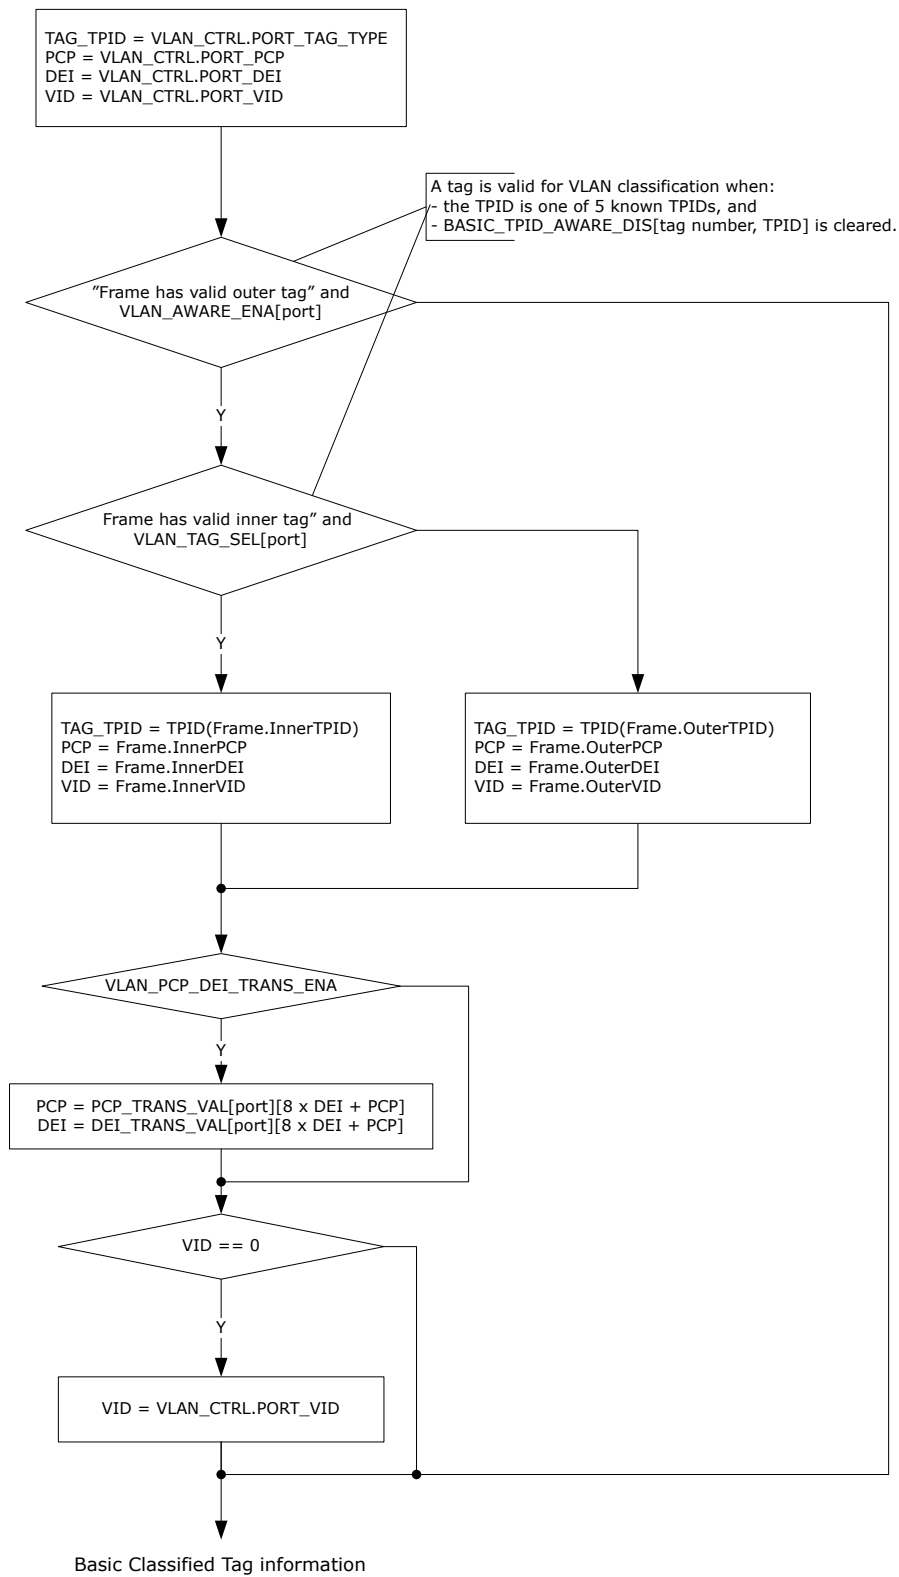 TAG_TPID = VLAN_CTRL.PORT_TAG_TYPE
PCP = VLAN_CTRL.PORT_PCP
DEI = VLAN_CTRL.PORT_DEI
VID = VLAN_CTRL.PORT_VID
A tag is valid for VLAN classification when:
- the TPID is one of 5 known TPIDs, and
- BASIC_TPID_AWARE_DIS[tag number, TPID] is cleared.
”Frame has valid outer tag” and
VLAN_AWARE_ENA[port]
Y
Frame has valid inner tag” and
VLAN_TAG_SEL[port]
Y
TAG_TPID = TPID(Frame.InnerTPID)
PCP = Frame.InnerPCP
DEI = Frame.InnerDEI
VID = Frame.InnerVID
TAG_TPID = TPID(Frame.OuterTPID)
PCP = Frame.OuterPCP
DEI = Frame.OuterDEI
VID = Frame.OuterVID
VLAN_PCP_DEI_TRANS_ENA
Y
PCP = PCP_TRANS_VAL[port][8 x DEI + PCP]
DEI = DEI_TRANS_VAL[port][8 x DEI + PCP]
VID == 0
Y
VID = VLAN_CTRL.PORT_VID
Basic Classified Tag information